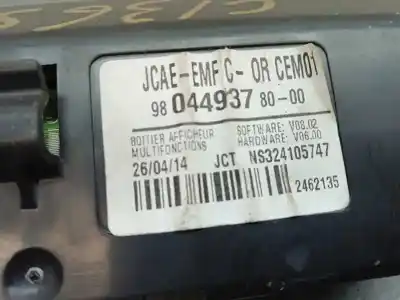 JCAE-EMF C- OR CEM01
98 044937 80-00
BOITIER AFFICHEUR
MULTIFONCTIONS
SOFTWARE: V08.02
HARDWARE: V06.00
26/04/14 JCT NS324105747
2462135